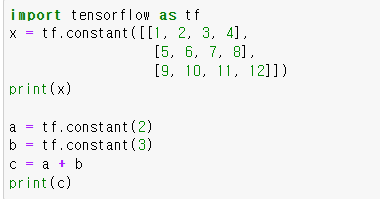 import tensorflow as tf
x = tf.constant([[1, 2, 3, 4],
                 [5, 6, 7, 8],
                 [9, 10, 11, 12]])
print(x)

a = tf.constant(2)
b = tf.constant(3)
c = a + b
print(c)